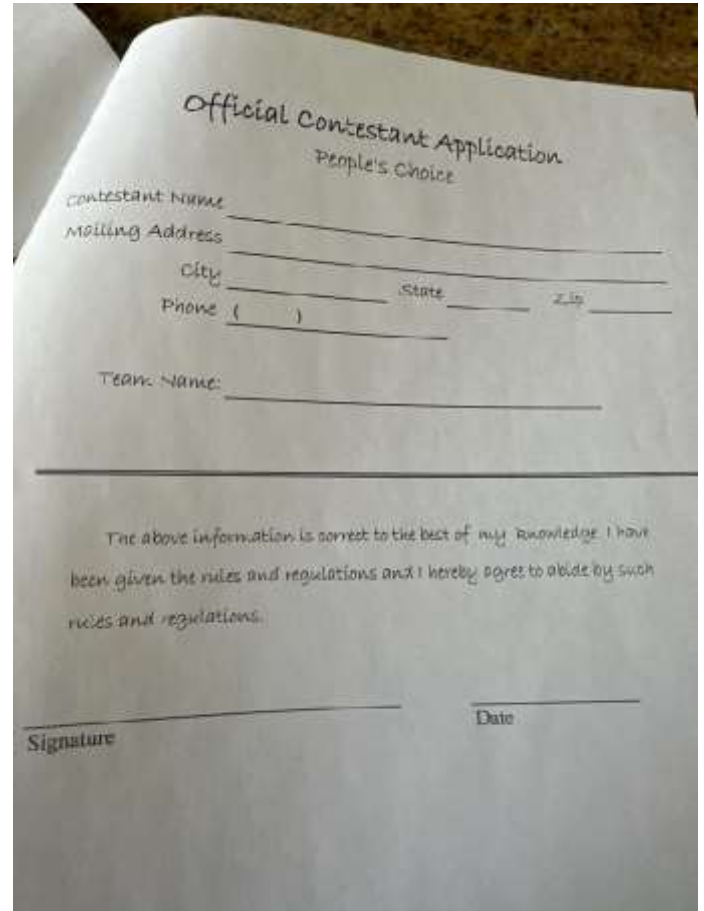 Official Contestant Application
People's Choice
Contestant Name
Mailing Address
City State Zip
Phone ( )
Team Name:
The above information is correct to the best of my knowledge. I have
been given the rules and regulations and I hereby agree to abide by such
rules and regulations.
Signature Date